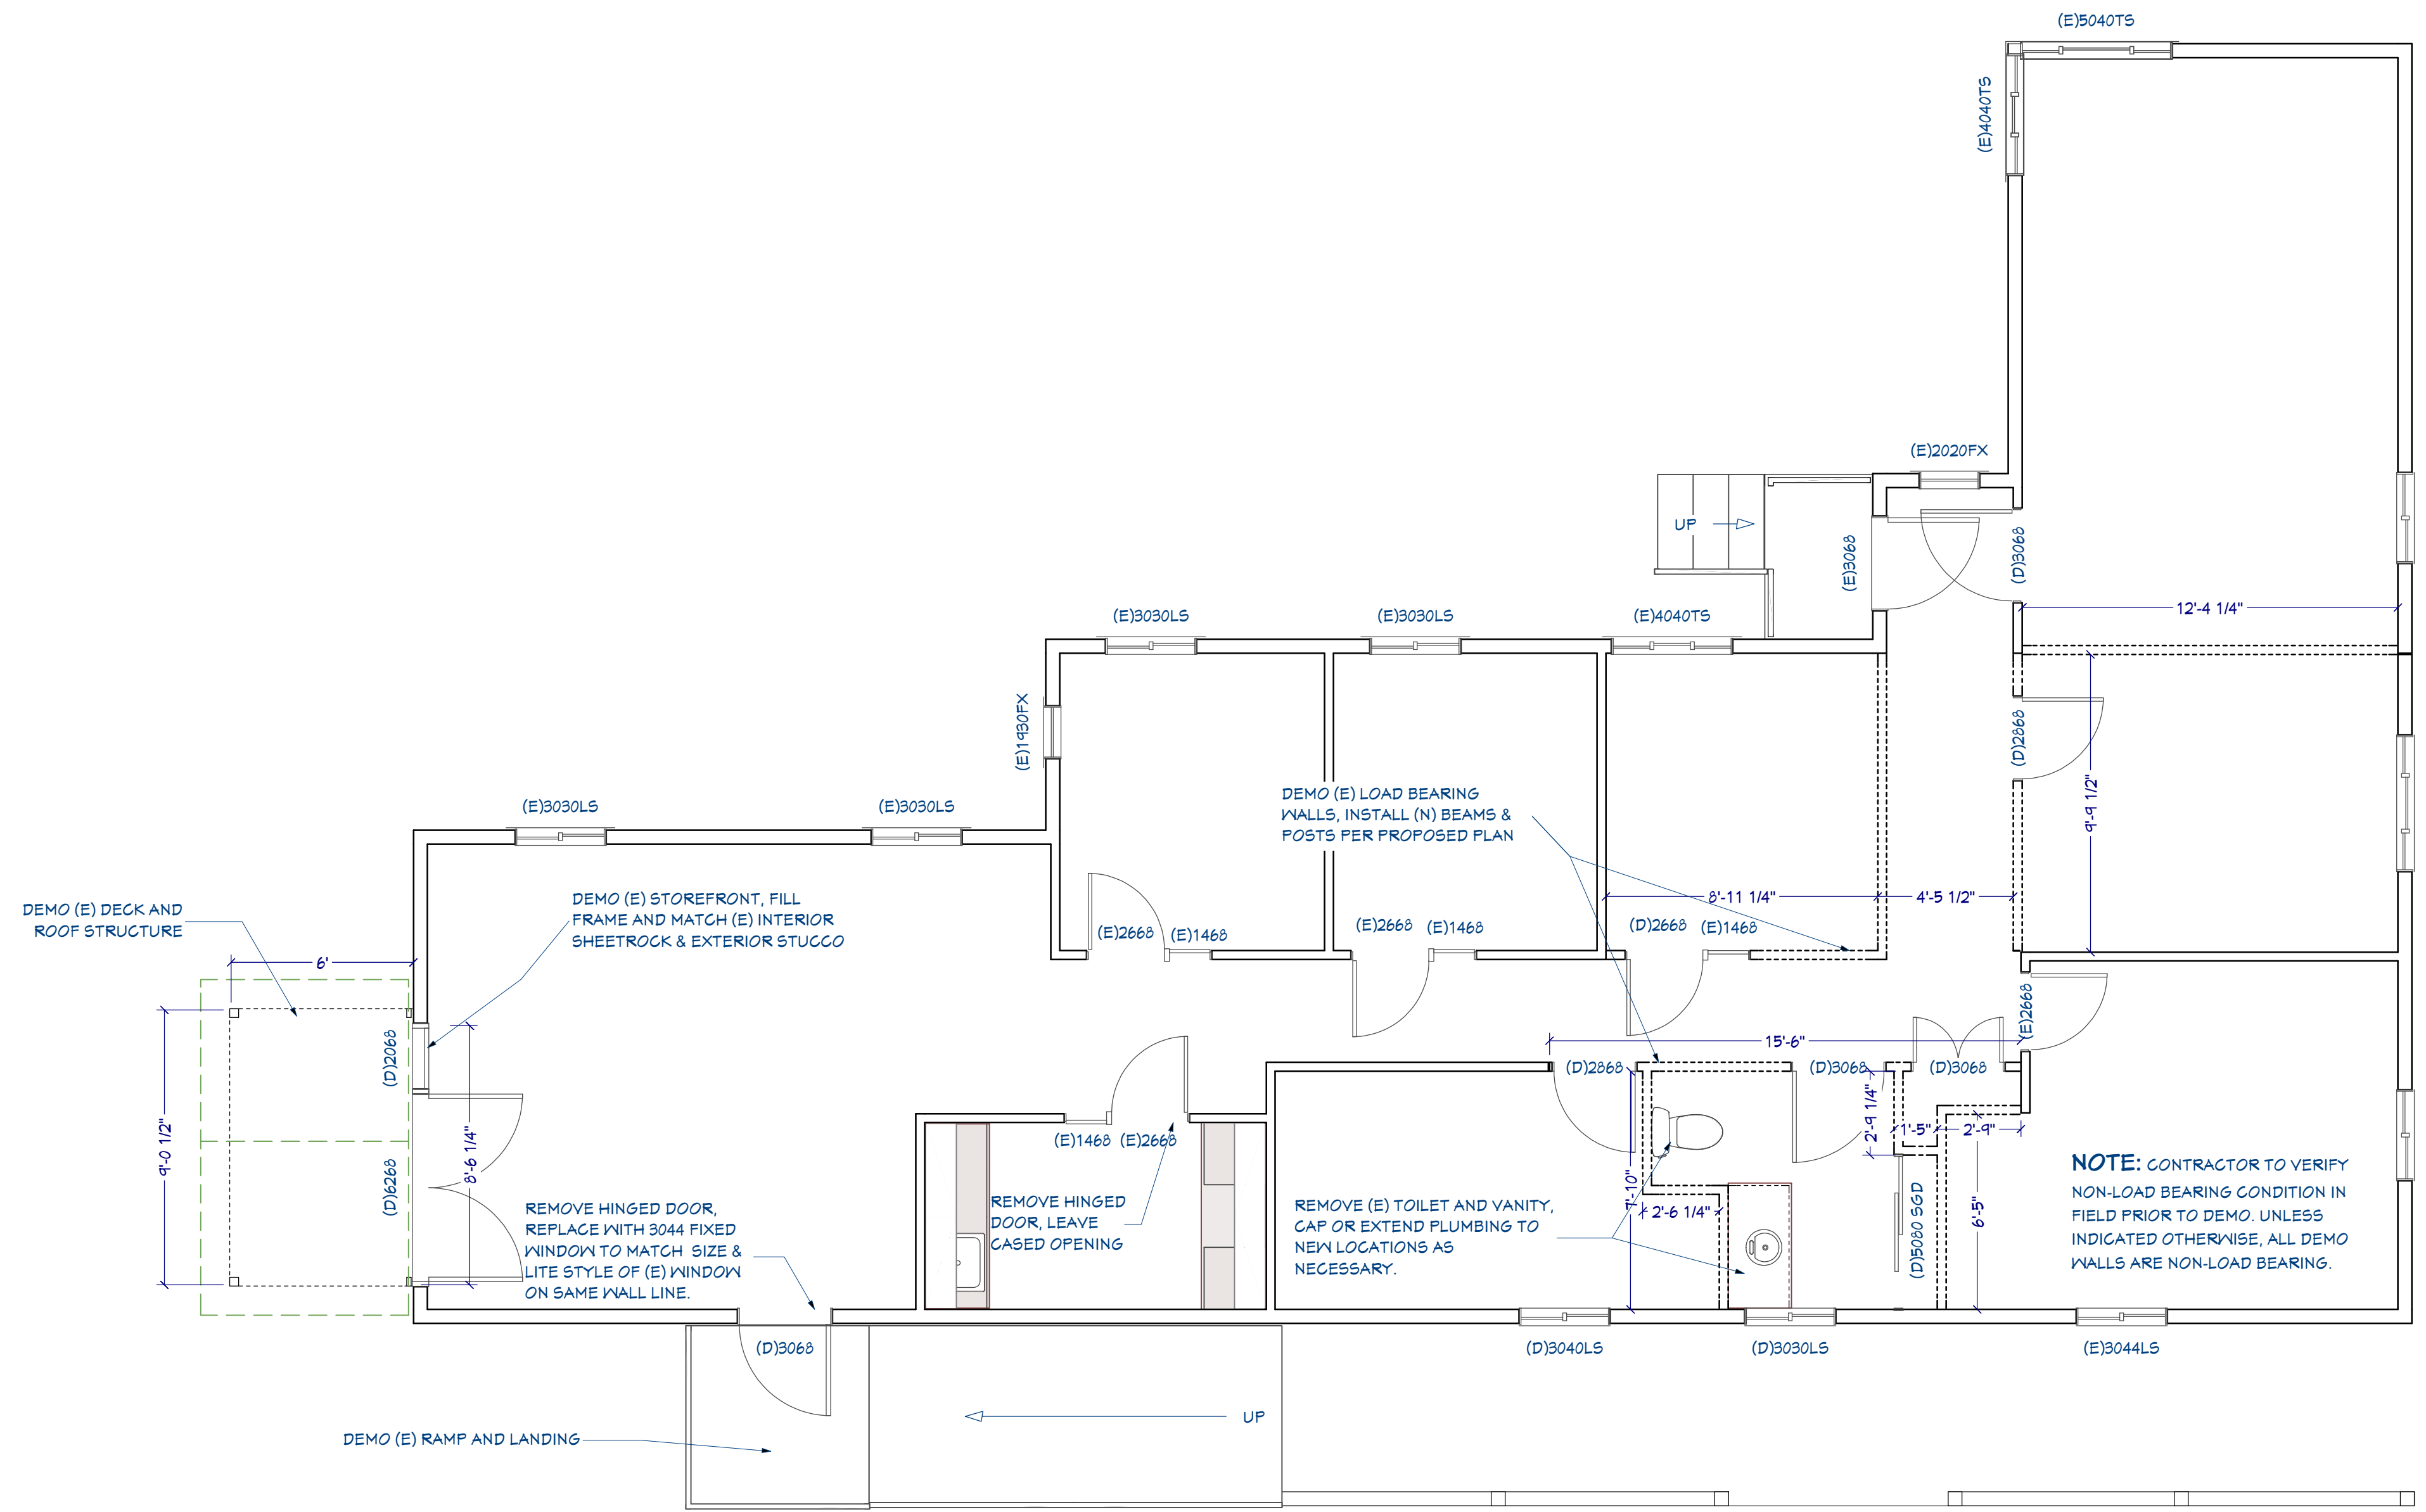 (E)5040TS
(E)4040TS
(E)2020FX
UP
(E)3068
(D)3068
12'-4 1/4"
(E)3030LS
(E)3030LS
(E)4040TS
(E)1930FX
(D)2868
9'-9 1/2"
(E)3030LS
(E)3030LS
DEMO (E) LOAD BEARING
WALLS, INSTALL (N) BEAMS &
POSTS PER PROPOSED PLAN
8'-11 1/4"
4'-5 1/2"
DEMO (E) DECK AND
ROOF STRUCTURE
DEMO (E) STOREFRONT, FILL
FRAME AND MATCH (E) INTERIOR
SHEETROCK & EXTERIOR STUCCO
(E)2668
(E)1468
(E)2668
(E)1468
(D)2668
(E)1468
6'
(E)2668
15'-6"
(D)2068
(D)2868
(D)3068
(D)3068
9'-0 1/2"
8'-6 1/4"
(D)6268
(E)1468
(E)2668
2'-9 1/4"
1'-5"
2'-9"
7'-10"
2'-6 1/4"
(D)5080 SGD
6'-5"
NOTE: CONTRACTOR TO VERIFY
NON-LOAD BEARING CONDITION IN
FIELD PRIOR TO DEMO. UNLESS
INDICATED OTHERWISE, ALL DEMO
WALLS ARE NON-LOAD BEARING.
REMOVE HINGED DOOR,
REPLACE WITH 3044 FIXED
WINDOW TO MATCH SIZE &
LITE STYLE OF (E) WINDOW
ON SAME WALL LINE.
REMOVE HINGED
DOOR, LEAVE
CASED OPENING
REMOVE (E) TOILET AND VANITY,
CAP OR EXTEND PLUMBING TO
NEW LOCATIONS AS
NECESSARY.
(D)3068
(D)3040LS
(D)3030LS
(E)3044LS
UP
DEMO (E) RAMP AND LANDING